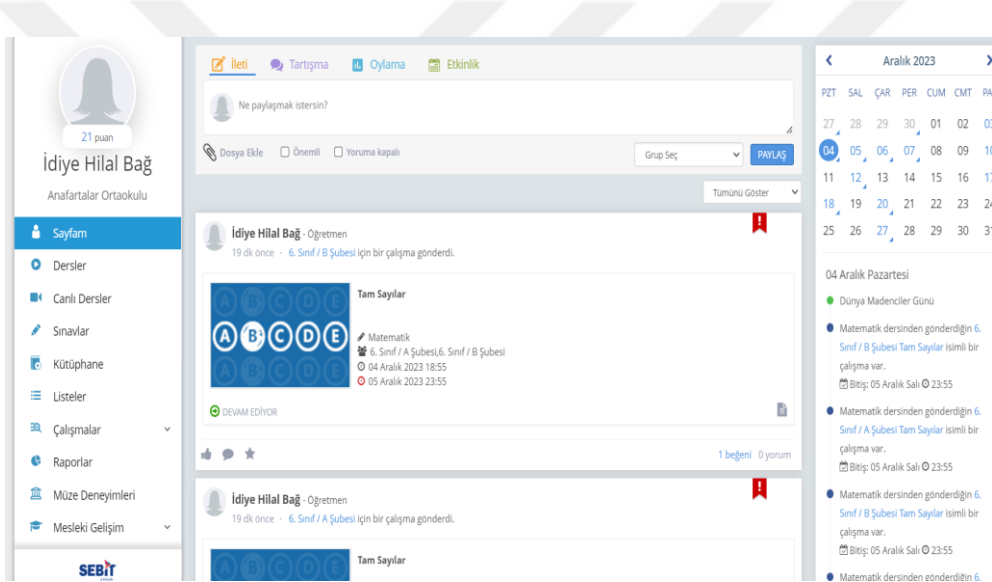 21 puan
İdiye Hilal Bağ
Anafartalar Ortaokulu
Sayfam
Dersler
Canlı Dersler
Sınavlar
Kütüphane
Listeler
Çalışmalar
Raporlar
Müze Deneyimleri
Mesleki Gelişim
SEBİT
İleti Tartışma Oylama Etkinlik
Ne paylaşmak istersin?
Dosya Ekle Önemli Yoruma kapalı Grup Seç PAYLAŞ
Tümünü Göster
İdiye Hilal Bağ - Öğretmen
19 dk önce · 6. Sınıf / B Şubesi için bir çalışma gönderdi.
A B C D E
A B C D E
A B C D E
Tam Sayılar
Matematik
6. Sınıf / A Şubesi,6. Sınıf / B Şubesi
04 Aralık 2023 18:55
05 Aralık 2023 23:55
DEVAM EDİYOR
1 beğeni 0 yorum
İdiye Hilal Bağ - Öğretmen
19 dk önce · 6. Sınıf / A Şubesi için bir çalışma gönderdi.
A B C D E
Tam Sayılar
Aralık 2023
PZT SAL ÇAR PER CUM CMT PA
27 28 29 30 01 02 03
04 05 06 07 08 09 10
11 12 13 14 15 16 17
18 19 20 21 22 23 24
25 26 27 28 29 30 31
04 Aralık Pazartesi
Dünya Madenciler Günü
Matematik dersinden gönderdiğin 6.
Sınıf / B Şubesi Tam Sayılar isimli bir
çalışma var.
Bitiş: 05 Aralık Salı 23:55
Matematik dersinden gönderdiğin 6.
Sınıf / A Şubesi Tam Sayılar isimli bir
çalışma var.
Bitiş: 05 Aralık Salı 23:55
Matematik dersinden gönderdiğin 6.
Sınıf / B Şubesi Tam Sayılar isimli bir
çalışma var.
Bitiş: 05 Aralık Salı 23:55
Matematik dersinden gönderdiğin 6.